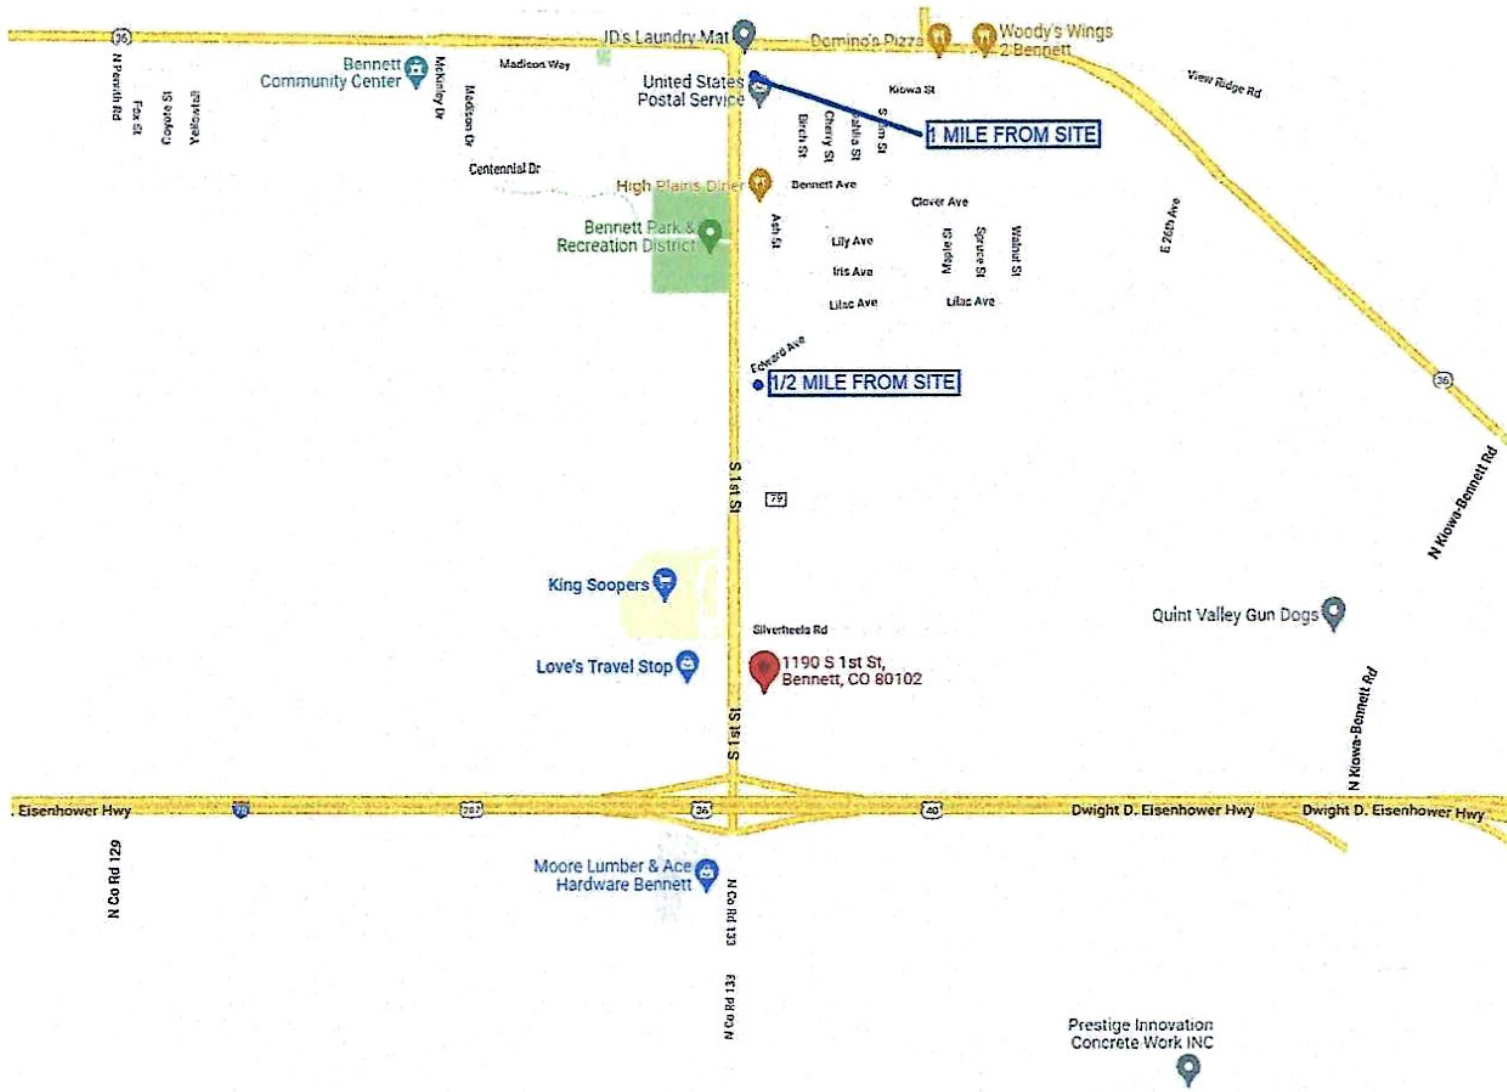 36
JD's Laundry Mat
Domino's Pizza
Woody's Wings
2 Bennett
Bennett
Community Center
Madison Way
United States
Postal Service
Kiowa St
View Ridge Rd
N Penrith Rd
Fox St
Coyote St
Yellowtail
McKinley Dr
Madison Dr
Birch St
Cherry St
1 MILE FROM SITE
Centennial Dr
High Plains Diner
Bennett Ave
Clover Ave
Bennett Park &
Recreation District
Ash St
Lily Ave
Iris Ave
Lilac Ave
Lilac Ave
Maple St
Spruce St
Walnut St
E 26th Ave
Edward Ave
1/2 MILE FROM SITE
36
S 1st St
79
N Kiowa-Bennett Rd
King Soopers
Quint Valley Gun Dogs
Silverheels Rd
Love's Travel Stop
1190 S 1st St,
Bennett, CO 80102
S 1st St
N Kiowa-Bennett Rd
Eisenhower Hwy
70
287
36
40
Dwight D. Eisenhower Hwy
Dwight D. Eisenhower Hwy
N Co Rd 129
Moore Lumber & Ace
Hardware Bennett
N Co Rd 133
N Co Rd 133
Prestige Innovation
Concrete Work INC